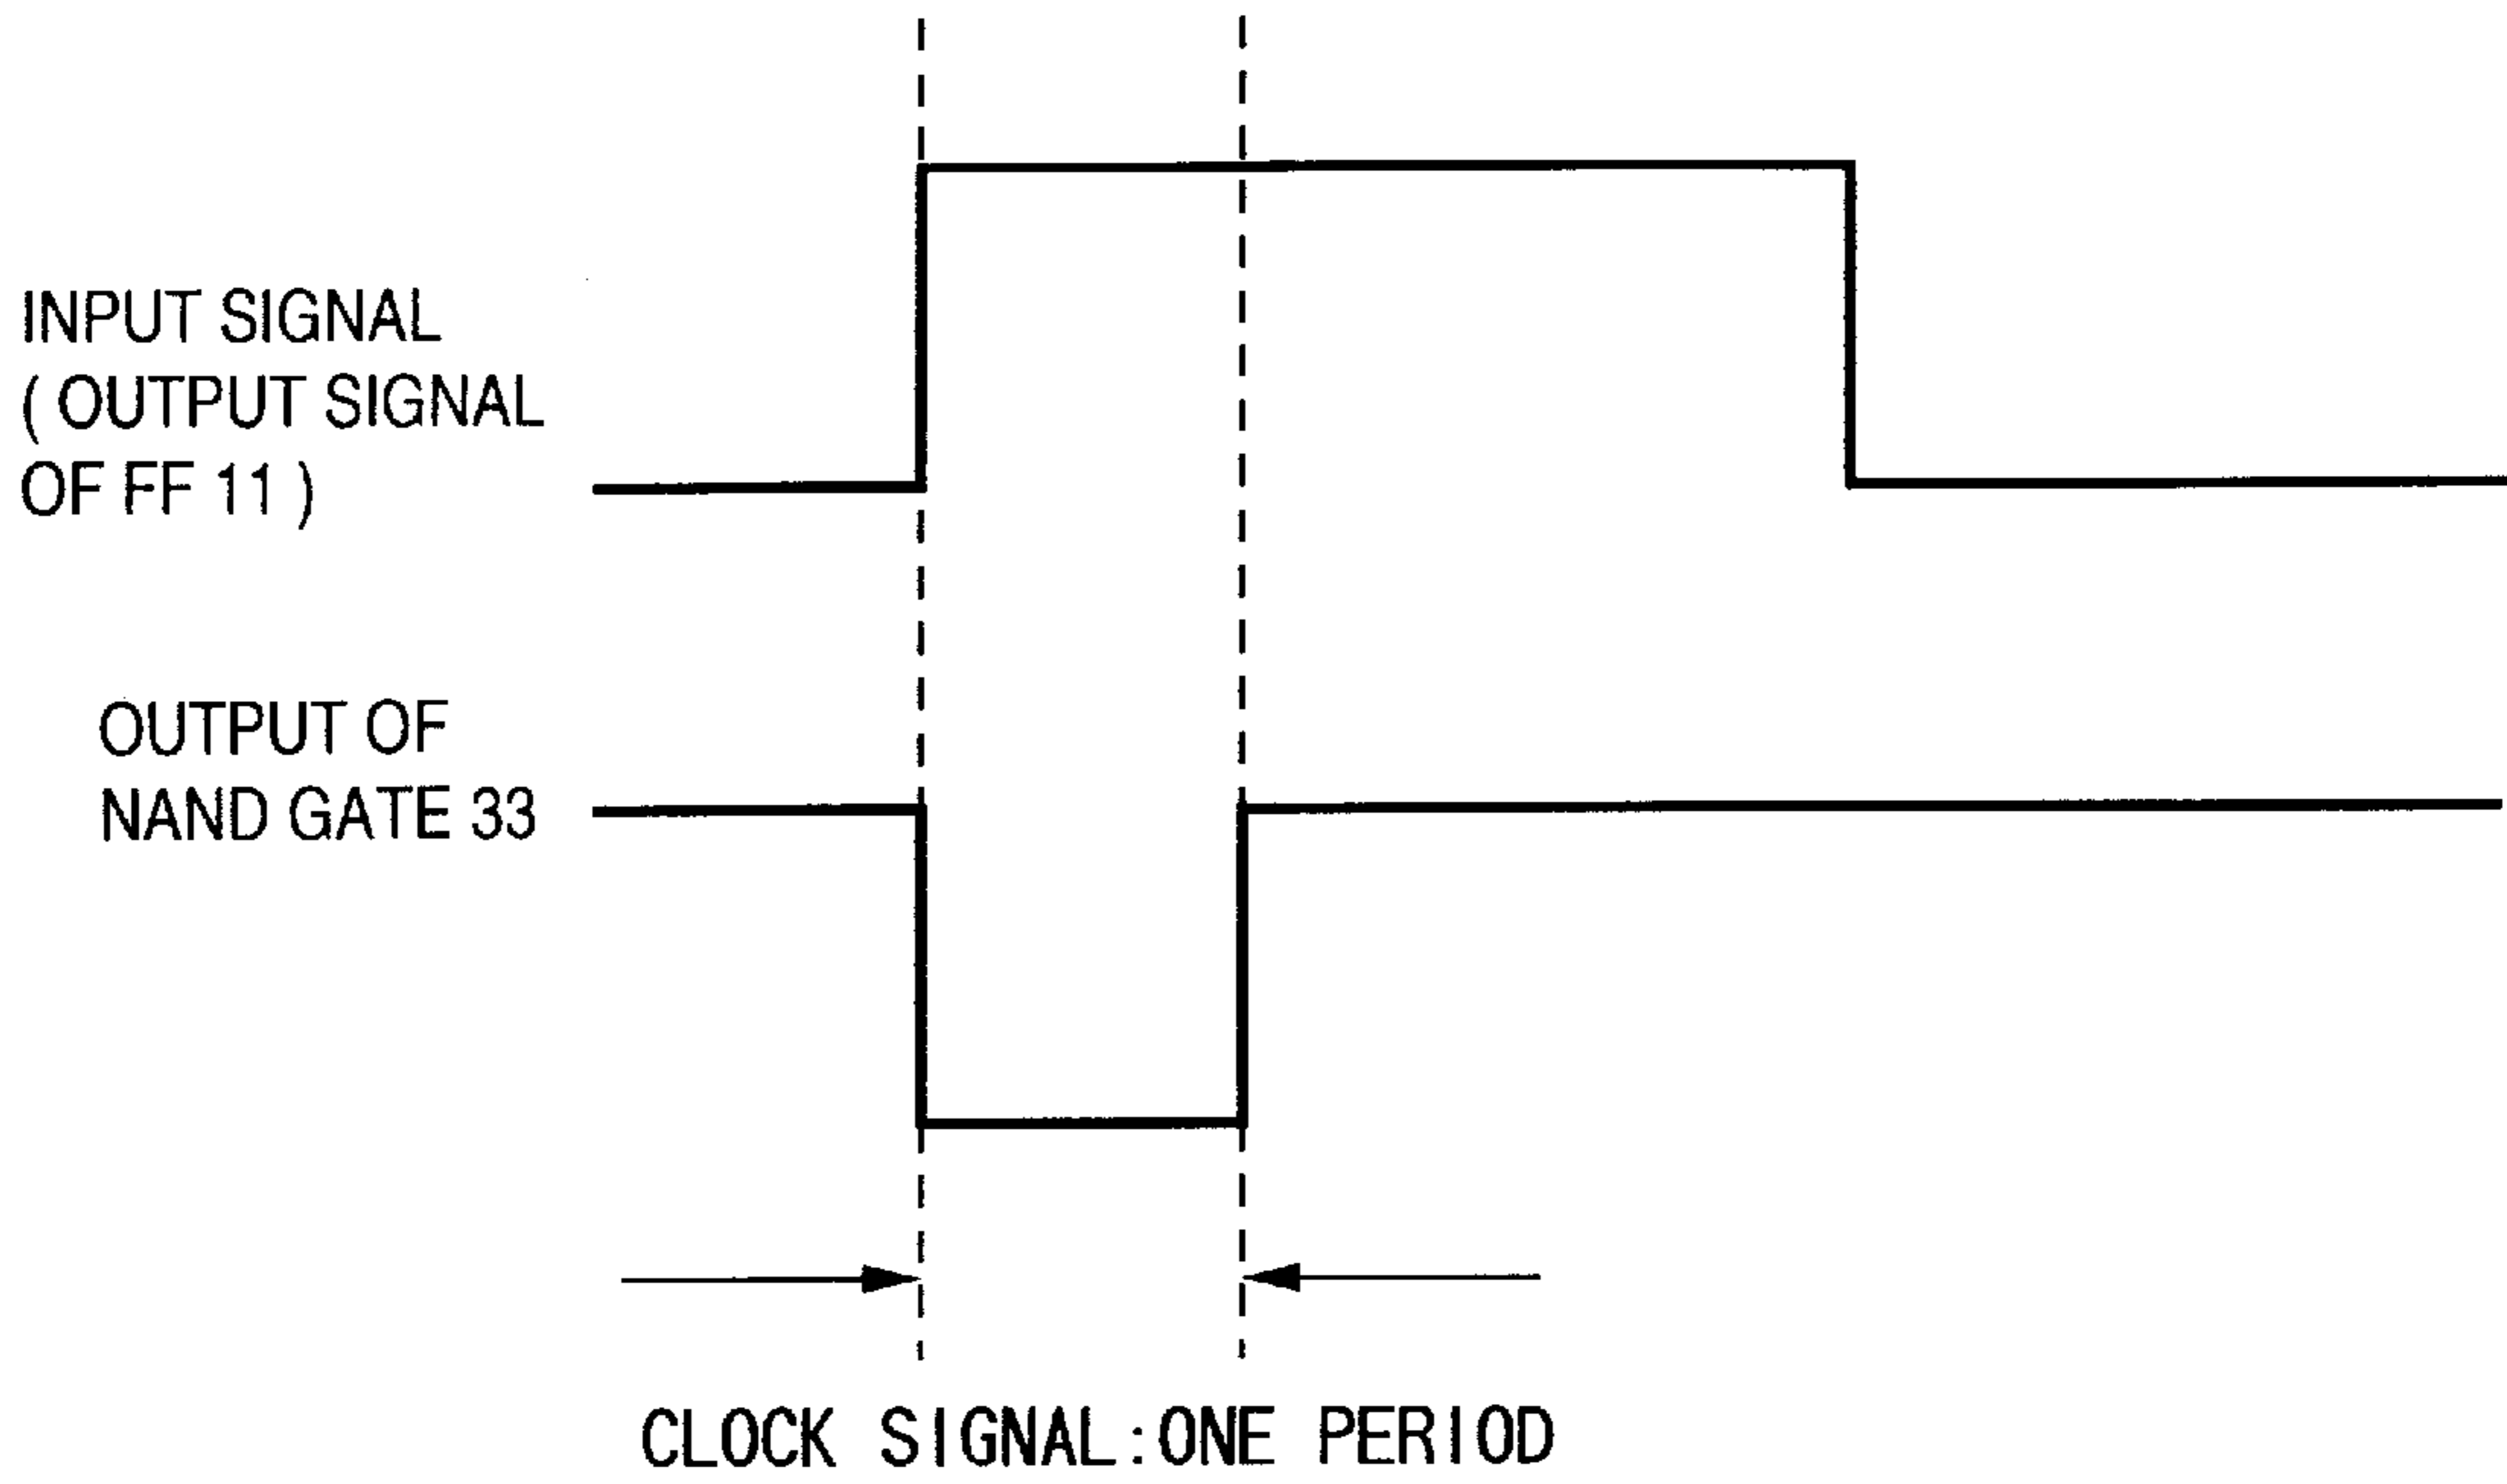 INPUT SIGNAL
( OUTPUT SIGNAL
OF FF 11 )
OUTPUT OF
NAND GATE 33
CLOCK SIGNAL:ONE PERIOD